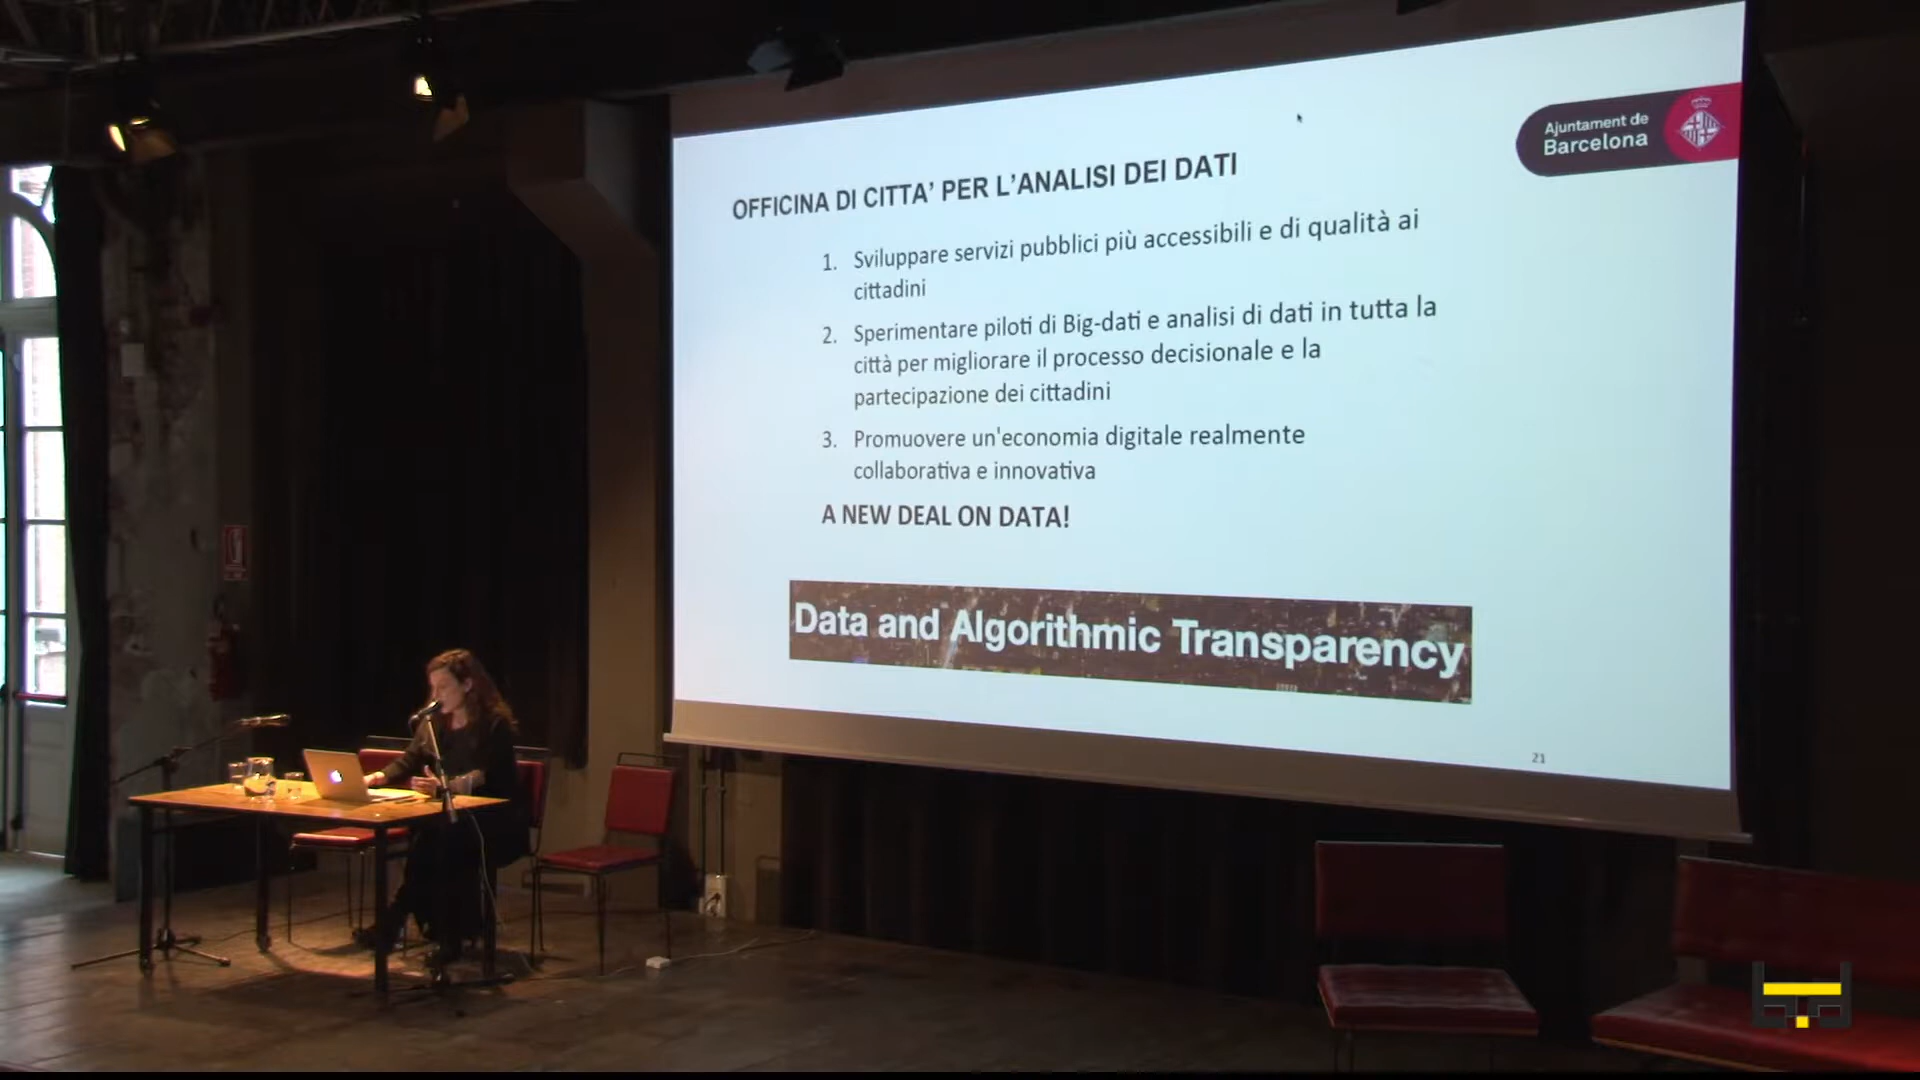 Ajuntament de
Barcelona
OFFICINA DI CITTA' PER L'ANALISI DEI DATI
1. Sviluppare servizi pubblici più accessibili e di qualità ai
cittadini
2. Sperimentare piloti di Big-dati e analisi di dati in tutta la
città per migliorare il processo decisionale e la
partecipazione dei cittadini
3. Promuovere un'economia digitale realmente
collaborativa e innovativa
A NEW DEAL ON DATA!
Data and Algorithmic Transparency
21